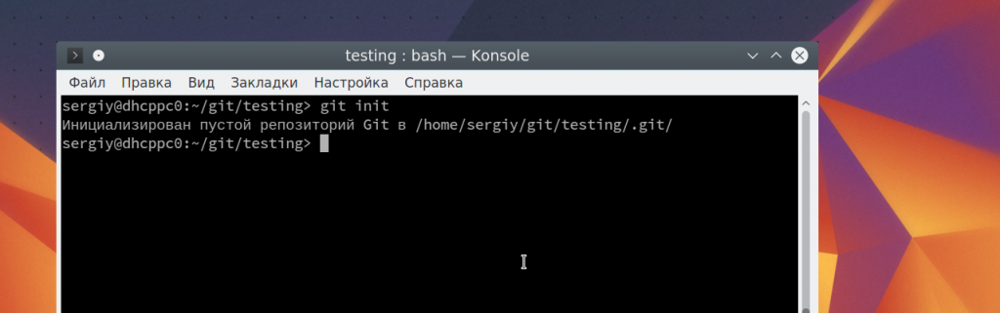 testing : bash — Konsole
Файл Правка Вид Закладки Настройка Справка
sergiy@dhcppc0:~/git/testing> git init
Инициализирован пустой репозиторий Git в /home/sergiy/git/testing/.git/
sergiy@dhcppc0:~/git/testing>